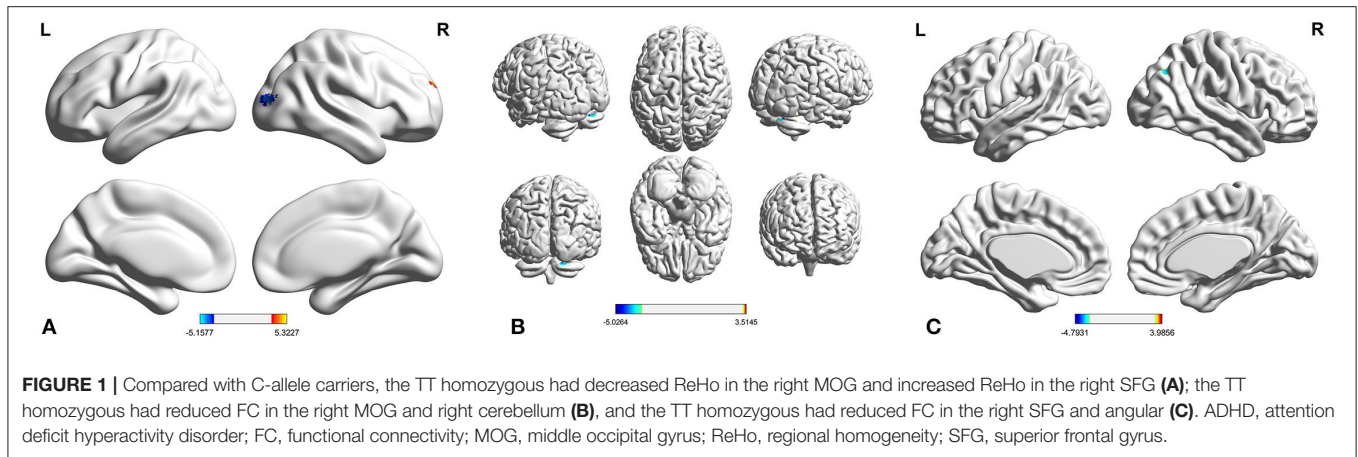 L
R
L
R
-5.1577
5.3227
A
-5.0264
3.5145
B
-4.7931
3.9856
C
FIGURE 1 | Compared with C-allele carriers, the TT homozygous had decreased ReHo in the right MOG and increased ReHo in the right SFG (A); the TT
homozygous had reduced FC in the right MOG and right cerebellum (B), and the TT homozygous had reduced FC in the right SFG and angular (C). ADHD, attention
deficit hyperactivity disorder; FC, functional connectivity; MOG, middle occipital gyrus; ReHo, regional homogeneity; SFG, superior frontal gyrus.